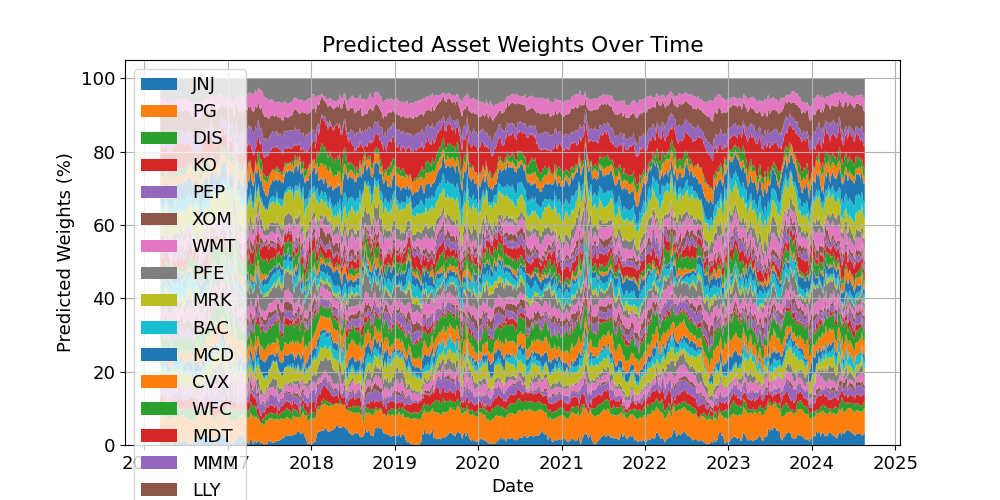 Predicted Asset Weights Over Time
Predicted Weights (%)
100
80
60
40
20
0
JNJ
PG
DIS
KO
PEP
XOM
WMT
PFE
MRK
BAC
MCD
CVX
WFC
MDT
MMM
LLY
2018
2019
2020
2021
2022
2023
2024
2025
Date